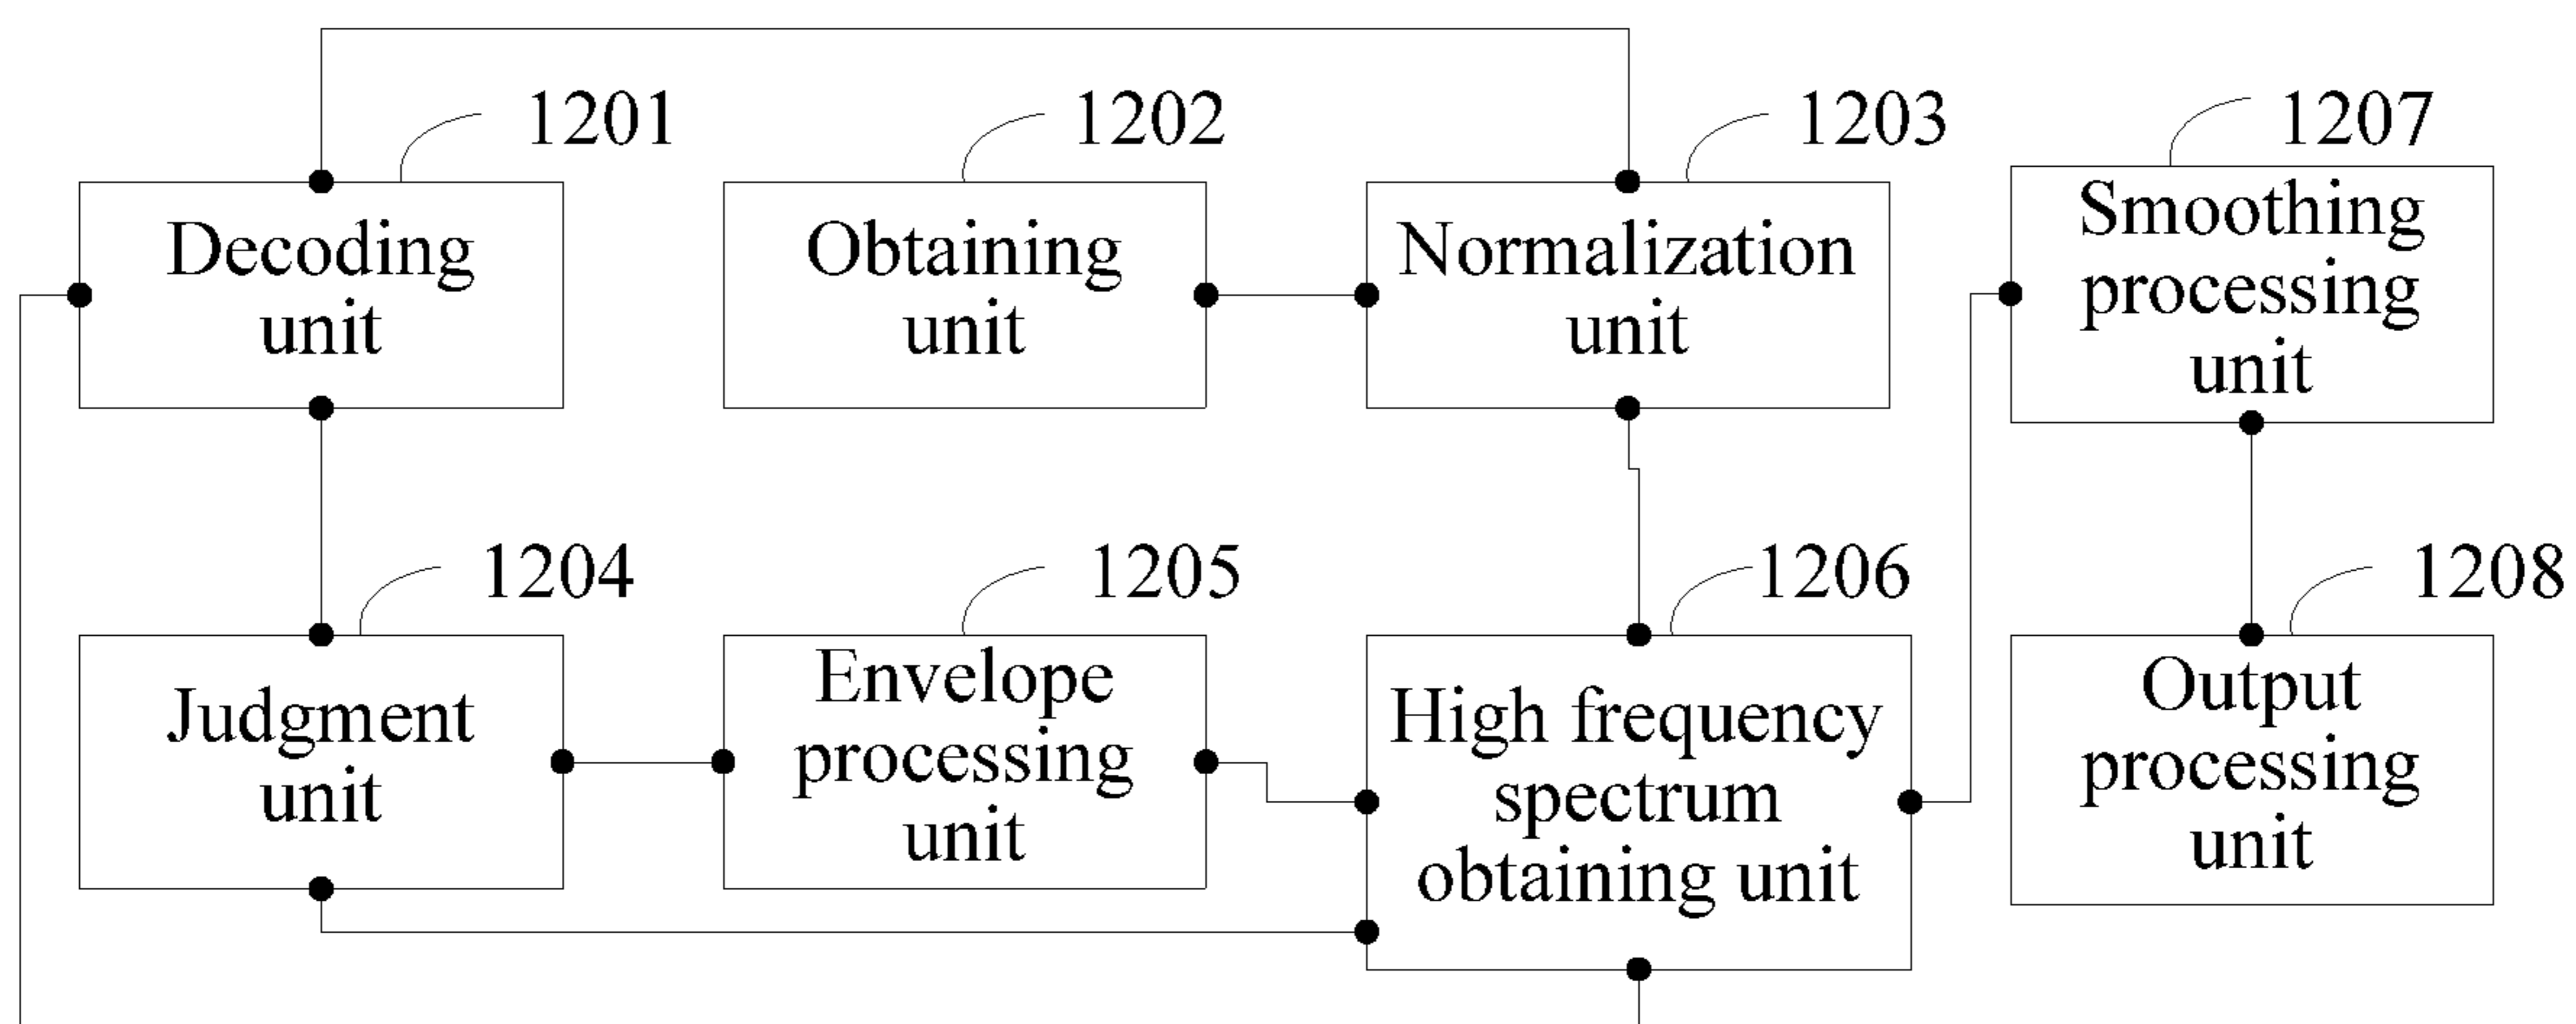 1201
1202
1203
1207
Decoding
unit
Obtaining
unit
Normalization
unit
Smoothing
processing
unit
1204
1205
1206
1208
Judgment
unit
Envelope
processing
unit
High frequency
spectrum
obtaining unit
Output
processing
unit